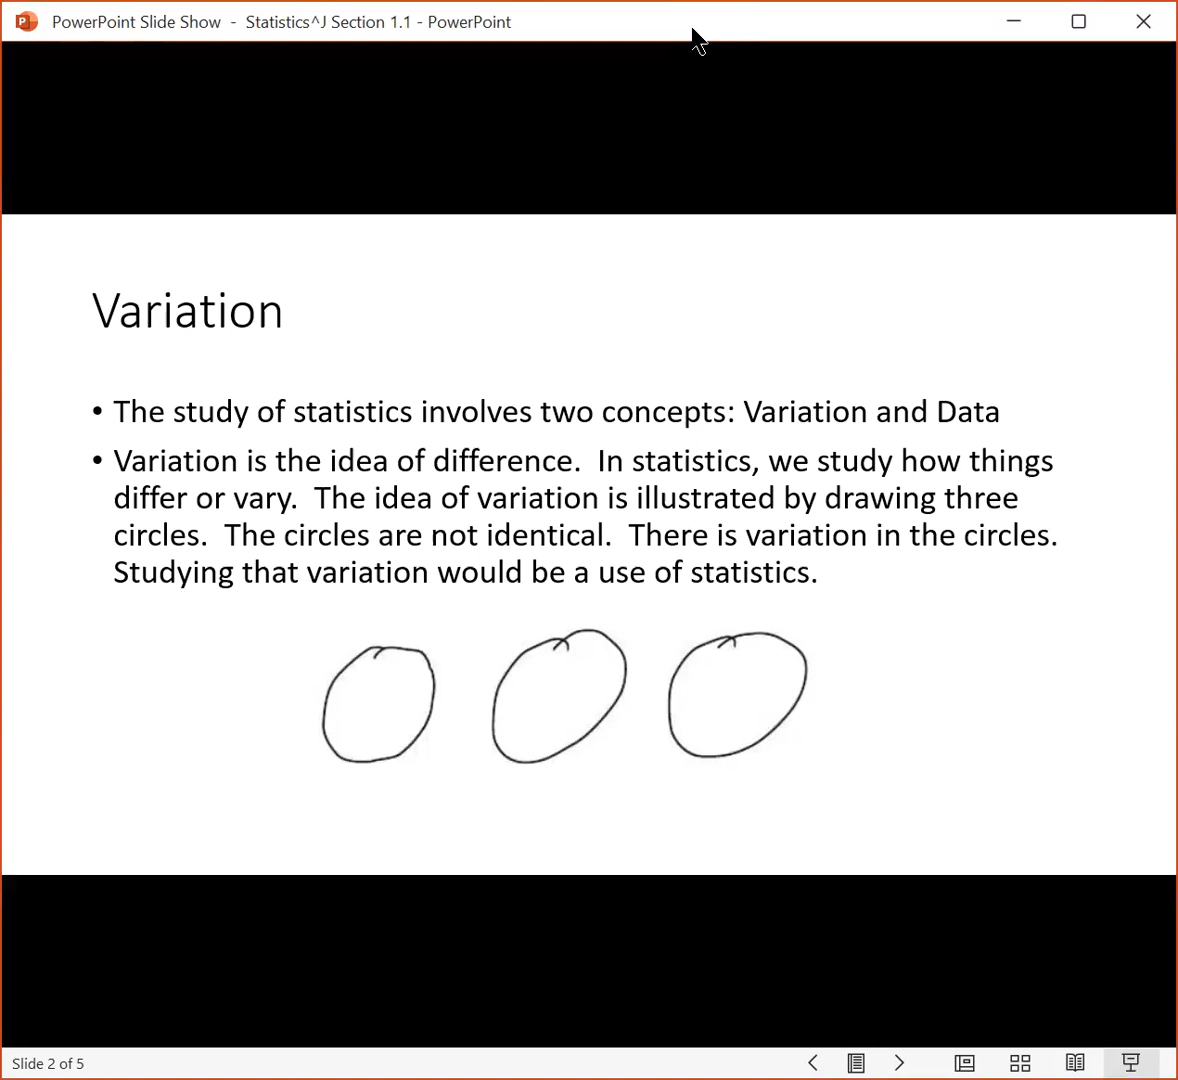 PowerPoint Slide Show - Statistics^J Section 1.1 - PowerPoint
Variation
• The study of statistics involves two concepts: Variation and Data
• Variation is the idea of difference.  In statistics, we study how things
differ or vary.  The idea of variation is illustrated by drawing three
circles.  The circles are not identical.  There is variation in the circles.
Studying that variation would be a use of statistics.
Slide 2 of 5